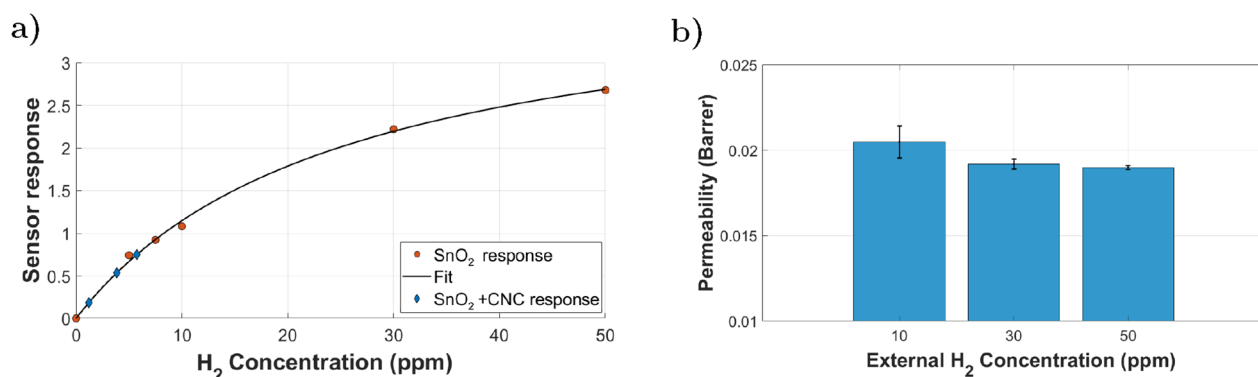 a)
3
2.5
2
1.5
1
0.5
0
Sensor response
SnO₂ response
Fit
SnO₂ +CNC response
0 10 20 30 40 50
H₂ Concentration (ppm)
b)
0.025
0.02
0.015
0.01
Permeability (Barrer)
10 30 50
External H₂ Concentration (ppm)